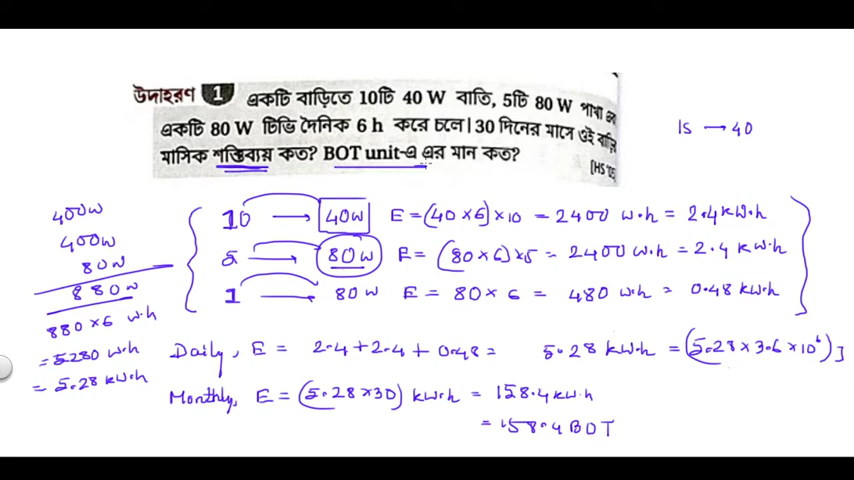 উদাহরণ 1 একটি বাড়িতে 10টি 40 W বাতি, 5টি 80 W পাখা এবং
একটি 80 W টিভি দৈনিক 6 h করে চলে। 30 দিনের মাসে ওই বাড়ির
মাসিক শক্তিব্যয় কত? BOT unit-এ এর মান কত?
[HS '05]
1s → 40
10 → 40W E = (40 × 6) × 10 = 2400 W.h = 2.4 kW.h
5 → 80W E = (80 × 6) × 5 = 2400 W.h = 2.4 kW.h
1 → 80 W E = 80 × 6 = 480 W.h = 0.48 kW.h
400W
400W
80W
880W
880 × 6 W.h
= 5280 W.h
= 5.28 kW.h
Daily, E = 2.4 + 2.4 + 0.48 = 5.28 kW.h = (5.28 × 3.6 × 10⁶) J
Monthly, E = (5.28 × 30) kW.h = 158.4 kW.h
= 158.4 BOT